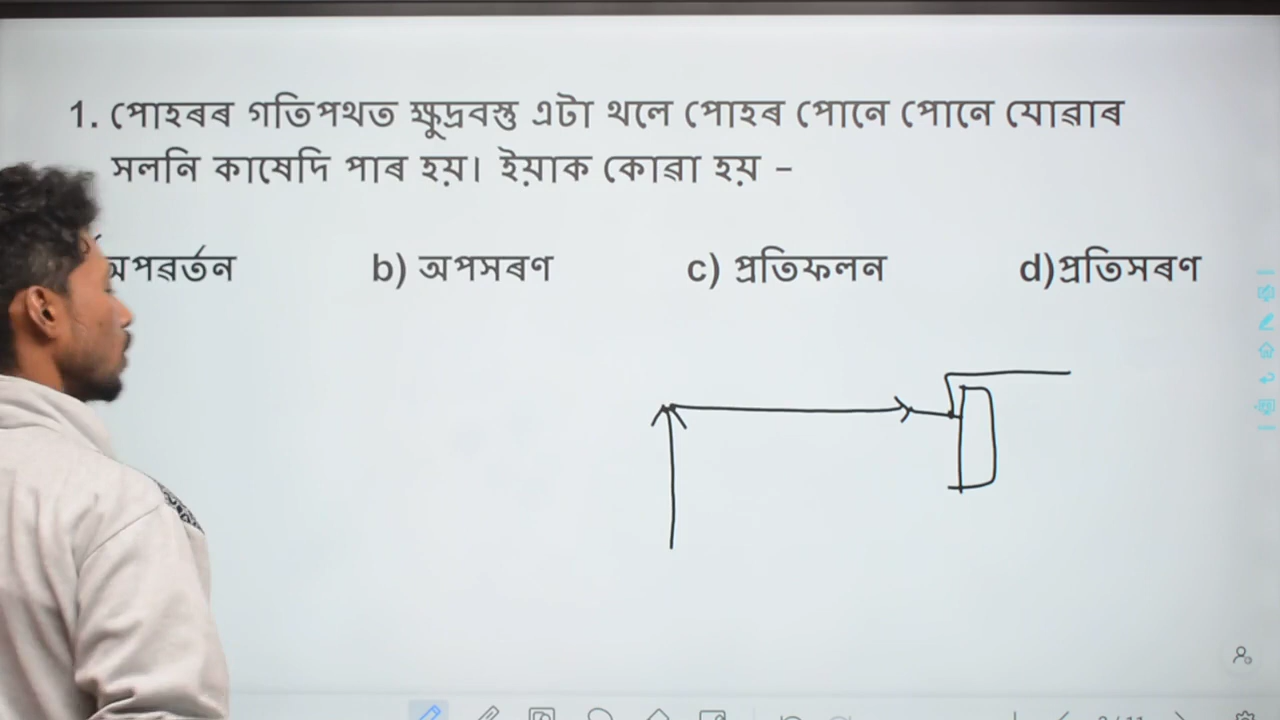 1. পোহৰৰ গতিপথত ক্ষুদ্ৰবস্তু এটা থলে পোহৰ পোনে পোনে যোৱাৰ
সলনি কাষেদি পাৰ হয়। ইয়াক কোৱা হয় –
অপৱৰ্তন b) অপসৰণ c) প্ৰতিফলন d)প্ৰতিসৰণ